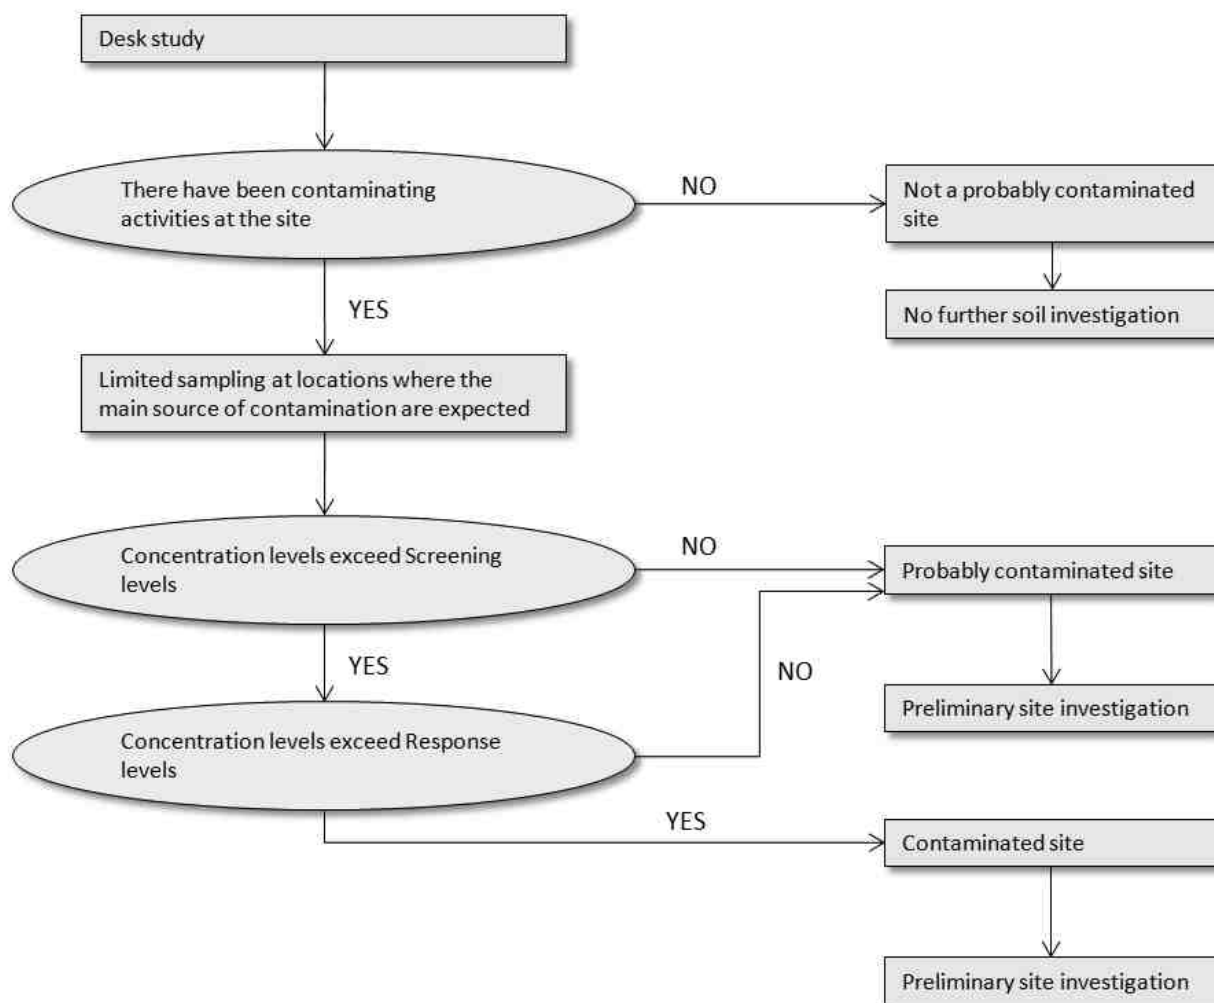 Desk study
There have been contaminating
activities at the site
NO
Not a probably contaminated
site
YES
No further soil investigation
Limited sampling at locations where the
main source of contamination are expected
Concentration levels exceed Screening
levels
NO
Probably contaminated site
YES
NO
Preliminary site investigation
Concentration levels exceed Response
levels
YES
Contaminated site
Preliminary site investigation